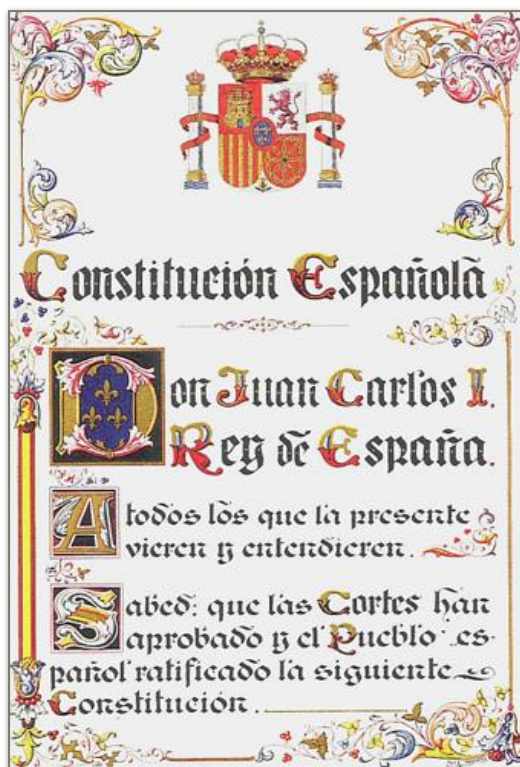 Constitución Española
Don Juan Carlos I.
Rey de España.
A todos los que la presente
vieren y entendieren.
Sabed: que las Cortes han
aprobado y el Pueblo es-
pañol ratificado la siguiente
Constitución.